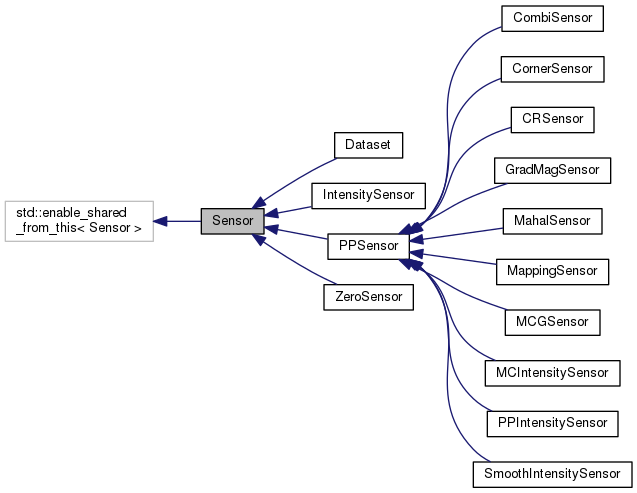 std::enable_shared
_from_this< Sensor >
Sensor
Dataset
IntensitySensor
PPSensor
ZeroSensor
CombiSensor
CornerSensor
CRSensor
GradMagSensor
MahalSensor
MappingSensor
MCGSensor
MCIntensitySensor
PPIntensitySensor
SmoothIntensitySensor